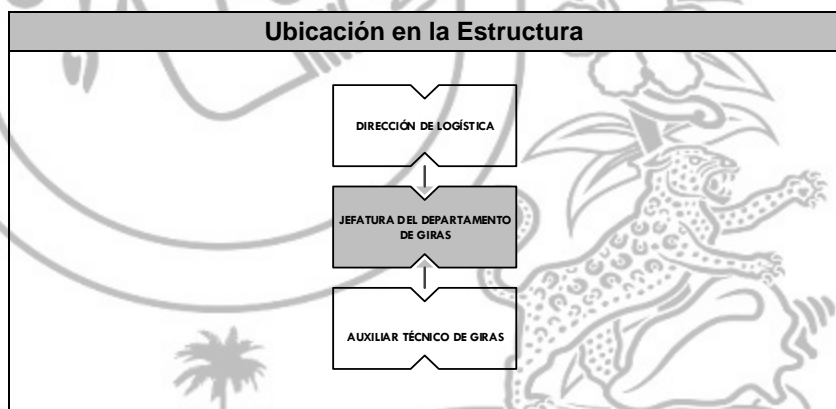 Ubicación en la Estructura
DIRECCIÓN DE LOGÍSTICA
JEFATURA DEL DEPARTAMENTO
DE GIRAS
AUXILIAR TÉCNICO DE GIRAS